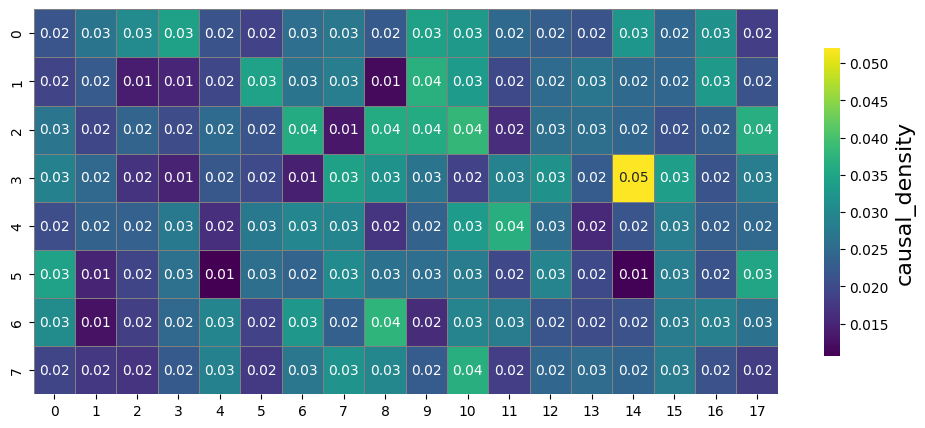 0 0.02 0.03 0.03 0.03 0.02 0.02 0.03 0.03 0.02 0.03 0.03 0.02 0.02 0.02 0.03 0.02 0.03 0.02
1 0.02 0.02 0.01 0.01 0.02 0.03 0.03 0.03 0.01 0.04 0.03 0.02 0.02 0.03 0.02 0.02 0.03 0.02
2 0.03 0.02 0.02 0.02 0.02 0.02 0.04 0.01 0.04 0.04 0.04 0.02 0.03 0.03 0.02 0.02 0.02 0.04
3 0.03 0.02 0.02 0.01 0.02 0.02 0.01 0.03 0.03 0.03 0.02 0.03 0.03 0.02 0.05 0.03 0.02 0.03
4 0.02 0.02 0.02 0.03 0.02 0.03 0.03 0.03 0.02 0.02 0.03 0.04 0.03 0.02 0.02 0.03 0.02 0.03
5 0.03 0.01 0.02 0.03 0.01 0.03 0.02 0.03 0.03 0.03 0.03 0.02 0.03 0.02 0.01 0.03 0.02 0.03
6 0.03 0.01 0.02 0.02 0.03 0.02 0.03 0.02 0.04 0.02 0.03 0.03 0.02 0.02 0.02 0.03 0.03 0.03
7 0.02 0.02 0.02 0.02 0.03 0.02 0.03 0.03 0.03 0.02 0.04 0.02 0.02 0.03 0.02 0.03 0.02 0.02
0 1 2 3 4 5 6 7 8 9 10 11 12 13 14 15 16 17
0.050
0.045
0.040
0.035
0.030
0.025
0.020
0.015
causal_density